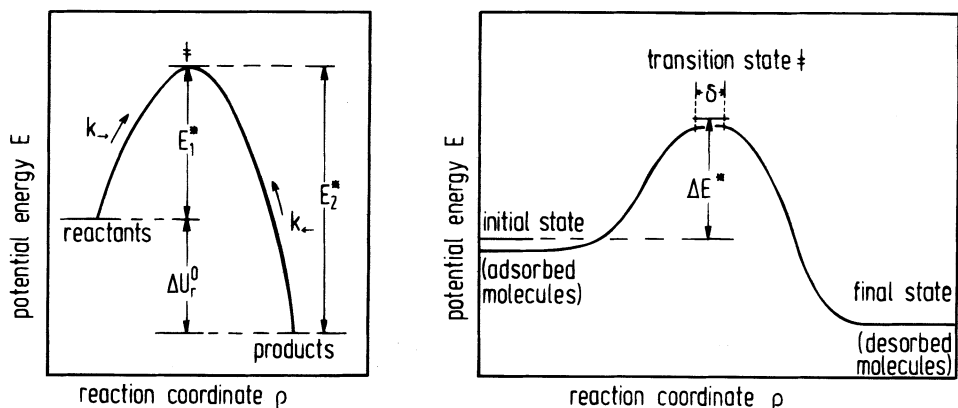 potential energy E
‡
k→
E₁*
E₂*
k←
reactants
ΔUᵣ⁰
products
reaction coordinate ρ
potential energy E
transition state ‡
δ
ΔE*
initial state
(adsorbed
molecules)
final state
(desorbed
molecules)
reaction coordinate ρ